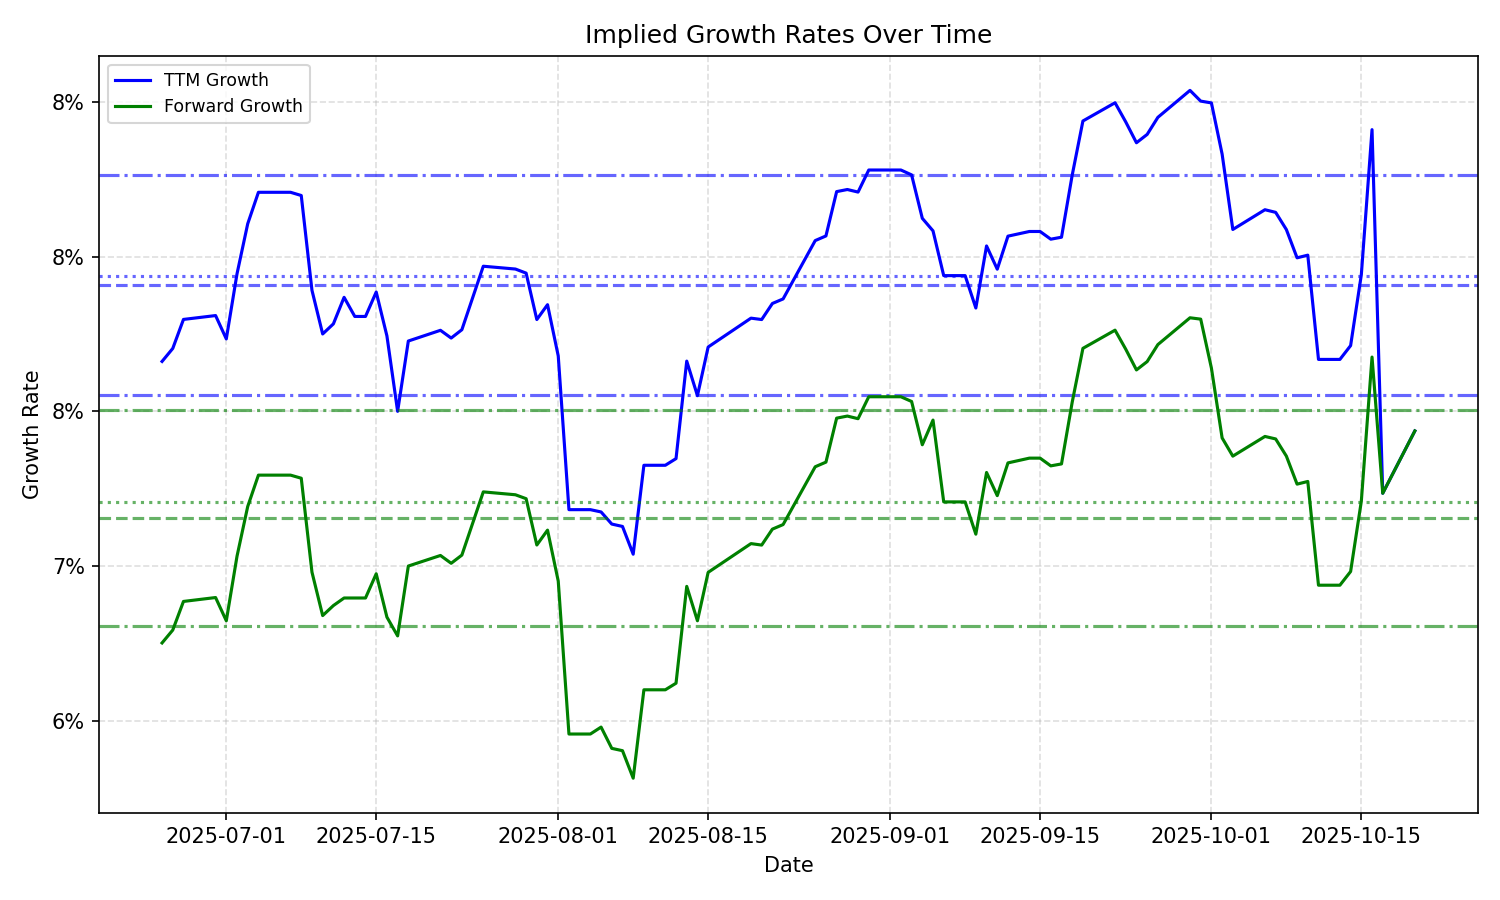 Implied Growth Rates Over Time
TTM Growth
Forward Growth
8%
8%
8%
7%
6%
Growth Rate
2025-07-01
2025-07-15
2025-08-01
2025-08-15
2025-09-01
2025-09-15
2025-10-01
2025-10-15
Date